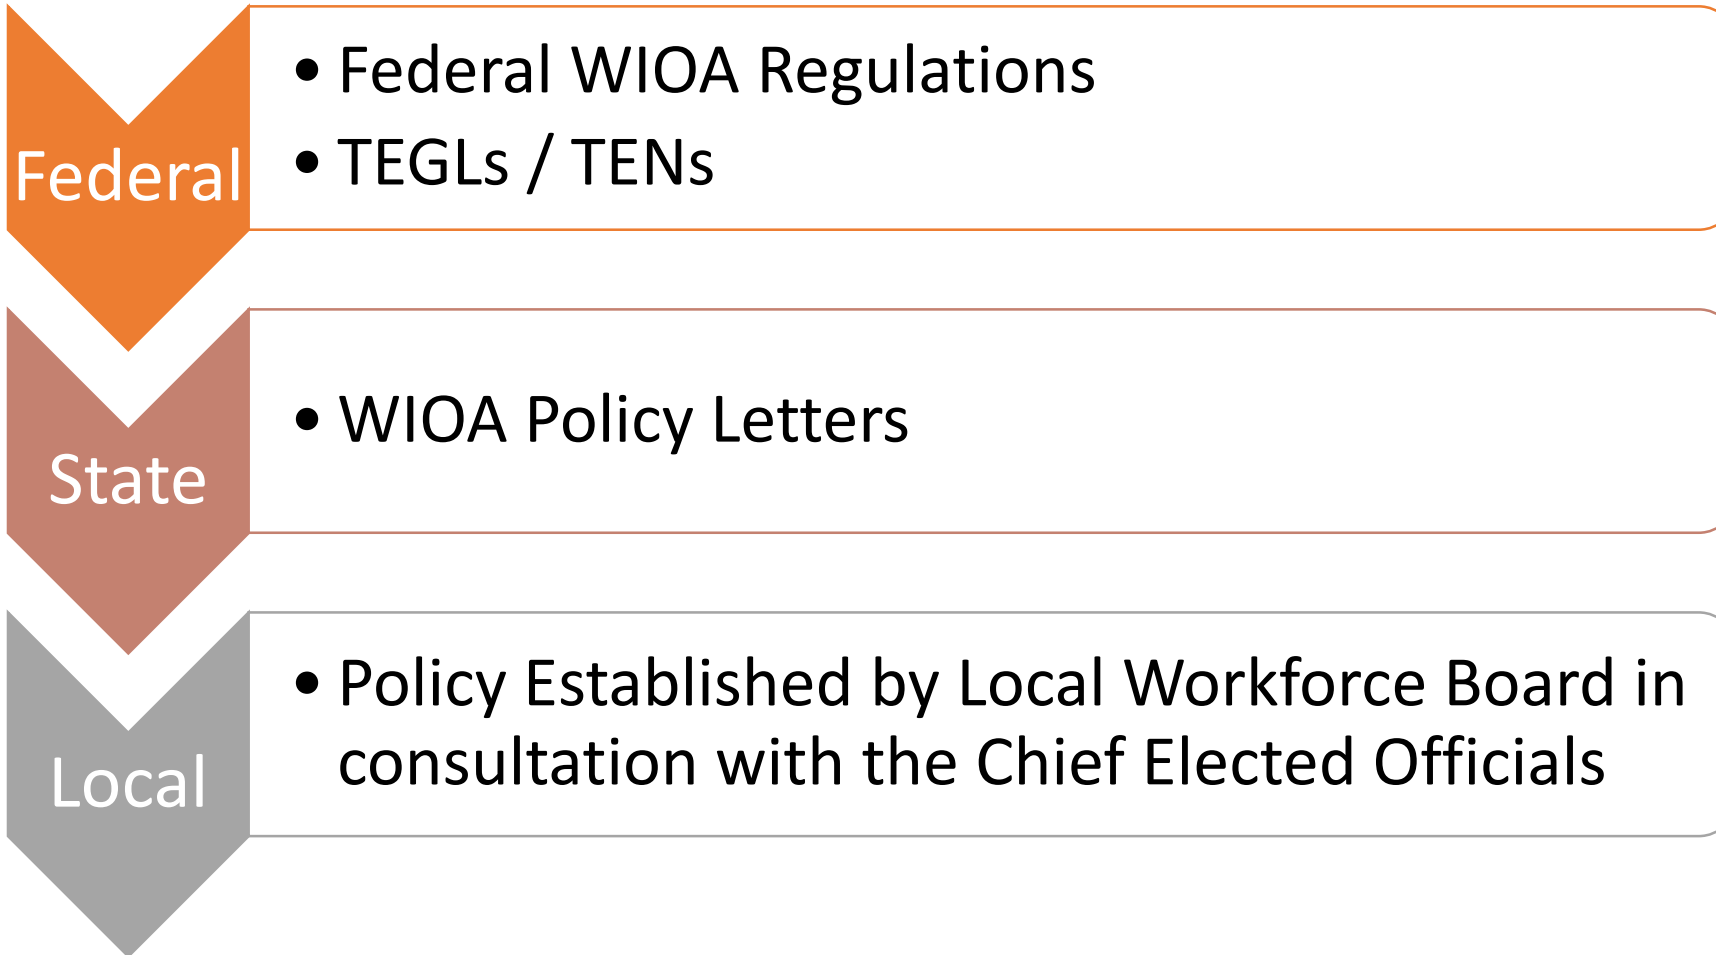 Federal
• Federal WIOA Regulations
• TEGLs / TENs
State
• WIOA Policy Letters
Local
• Policy Established by Local Workforce Board in
consultation with the Chief Elected Officials